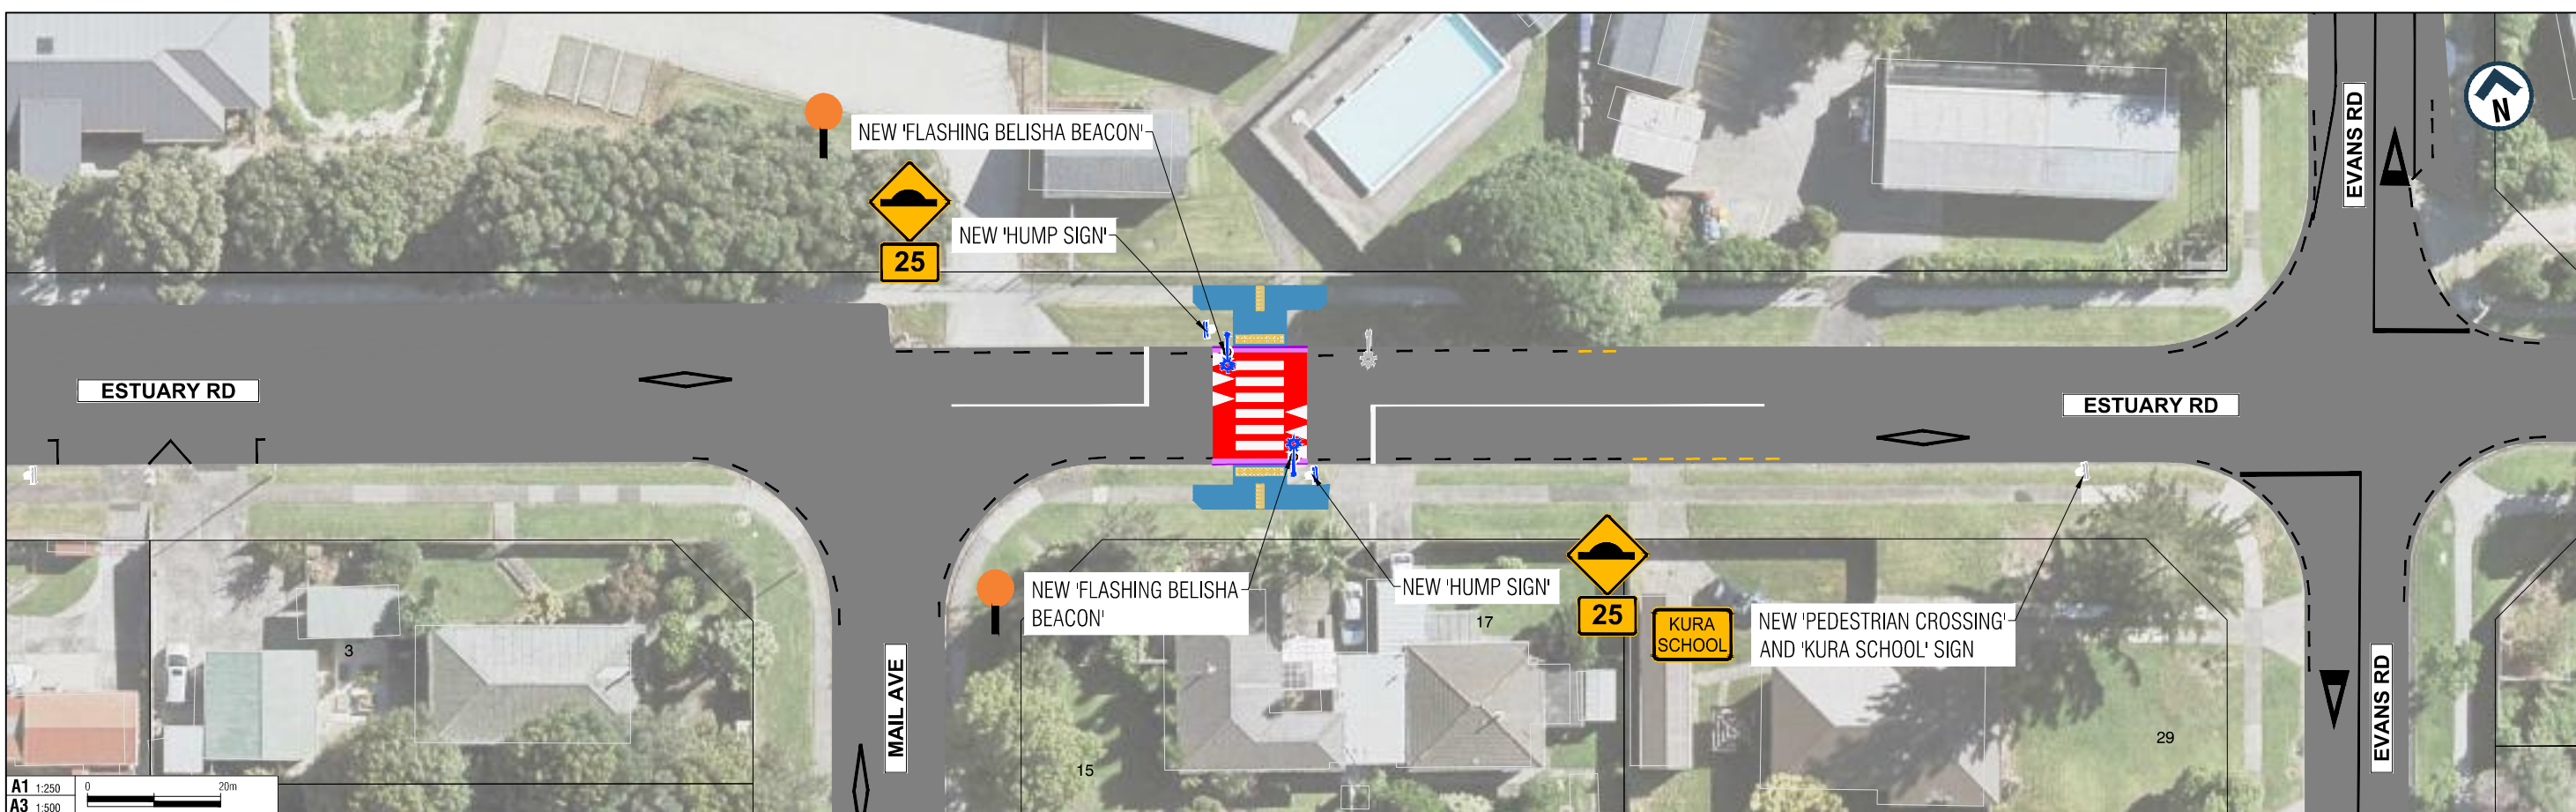 NEW 'FLASHING BELISHA BEACON'
NEW 'HUMP SIGN'
25
EVANS RD
N
ESTUARY RD
ESTUARY RD
NEW 'FLASHING BELISHA
BEACON'
NEW 'HUMP SIGN'
25
KURA
SCHOOL
NEW 'PEDESTRIAN CROSSING'
AND 'KURA SCHOOL' SIGN
MAIL AVE
EVANS RD
3
15
17
29
A1 1:250
A3 1:500
0 20m